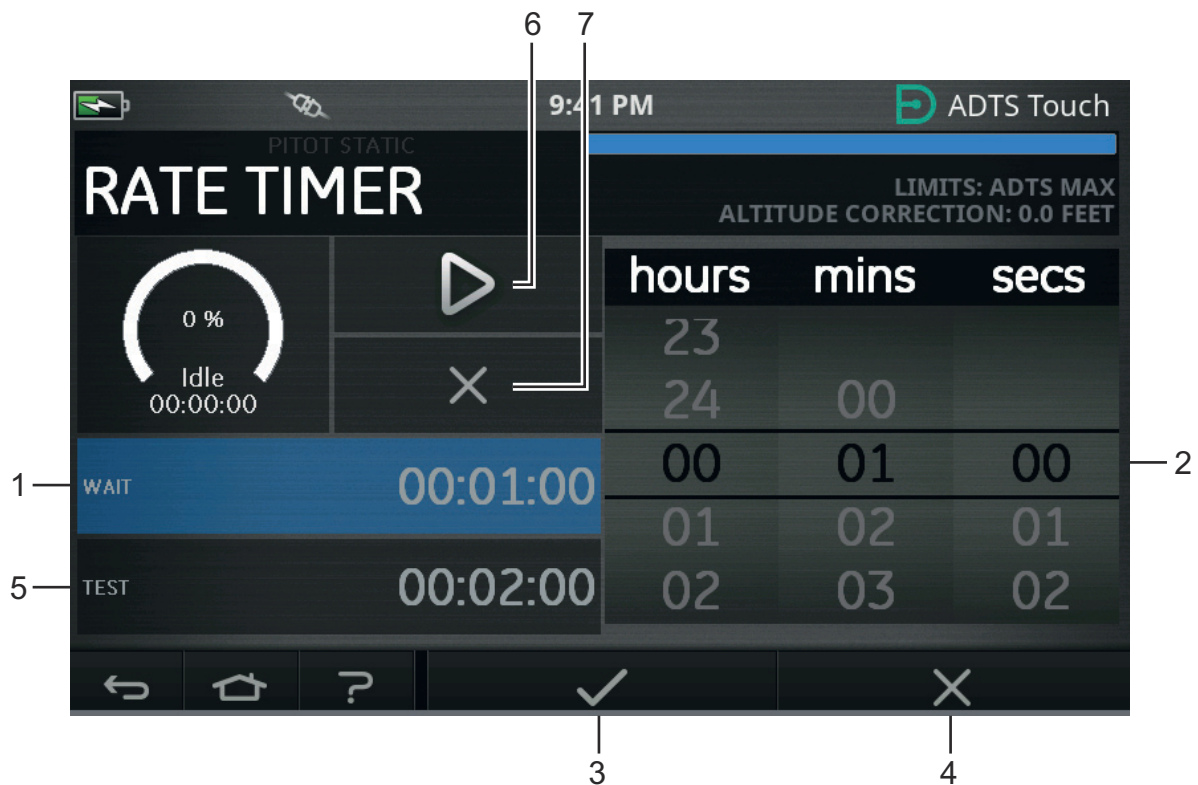 6 7
9:41 PM ADTS Touch
PITOT STATIC
RATE TIMER
LIMITS: ADTS MAX
ALTITUDE CORRECTION: 0.0 FEET
hours mins secs
0 %
Idle
00:00:00
23
24 00
00 01 00
01 02 01
02 03 02
1 WAIT 00:01:00
2
5 TEST 00:02:00
3 4